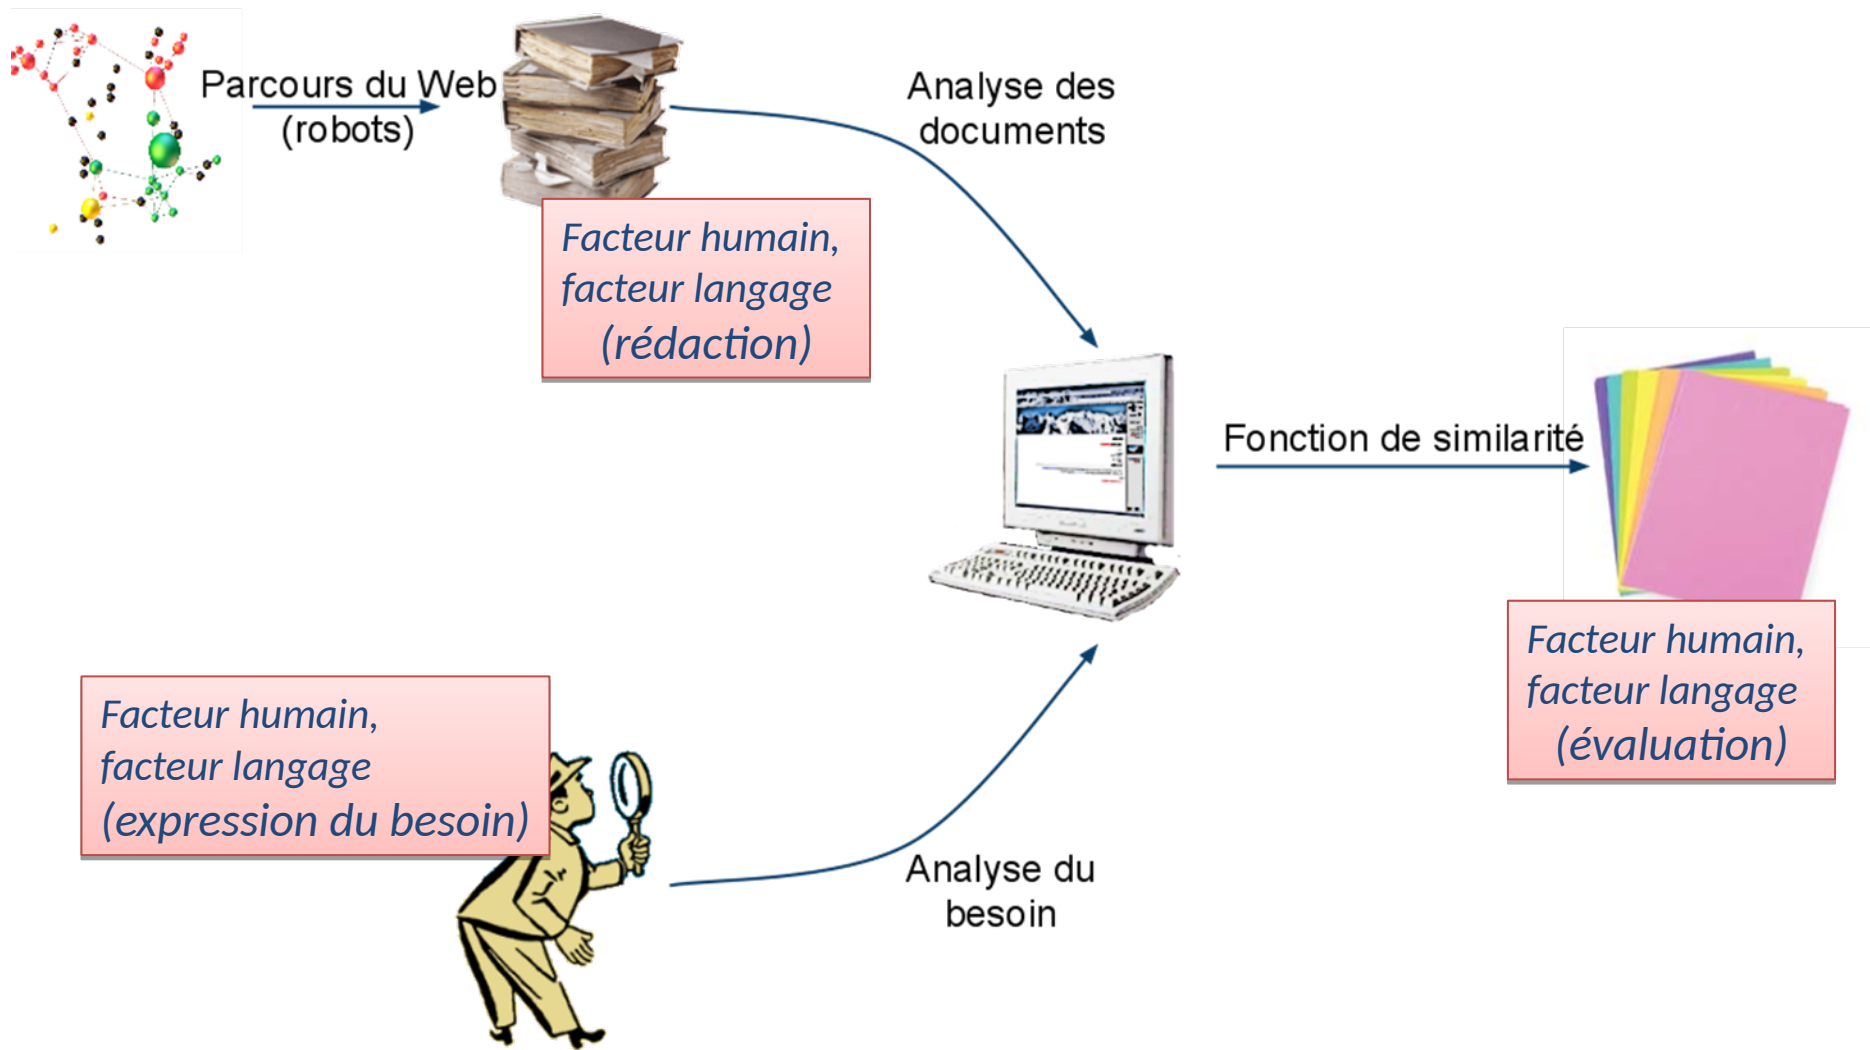 Parcours du Web
(robots)
Analyse des
documents
Facteur humain,
facteur langage
(rédaction)
Fonction de similarité
Facteur humain,
facteur langage
(évaluation)
Facteur humain,
facteur langage
(expression du besoin)
Analyse du
besoin